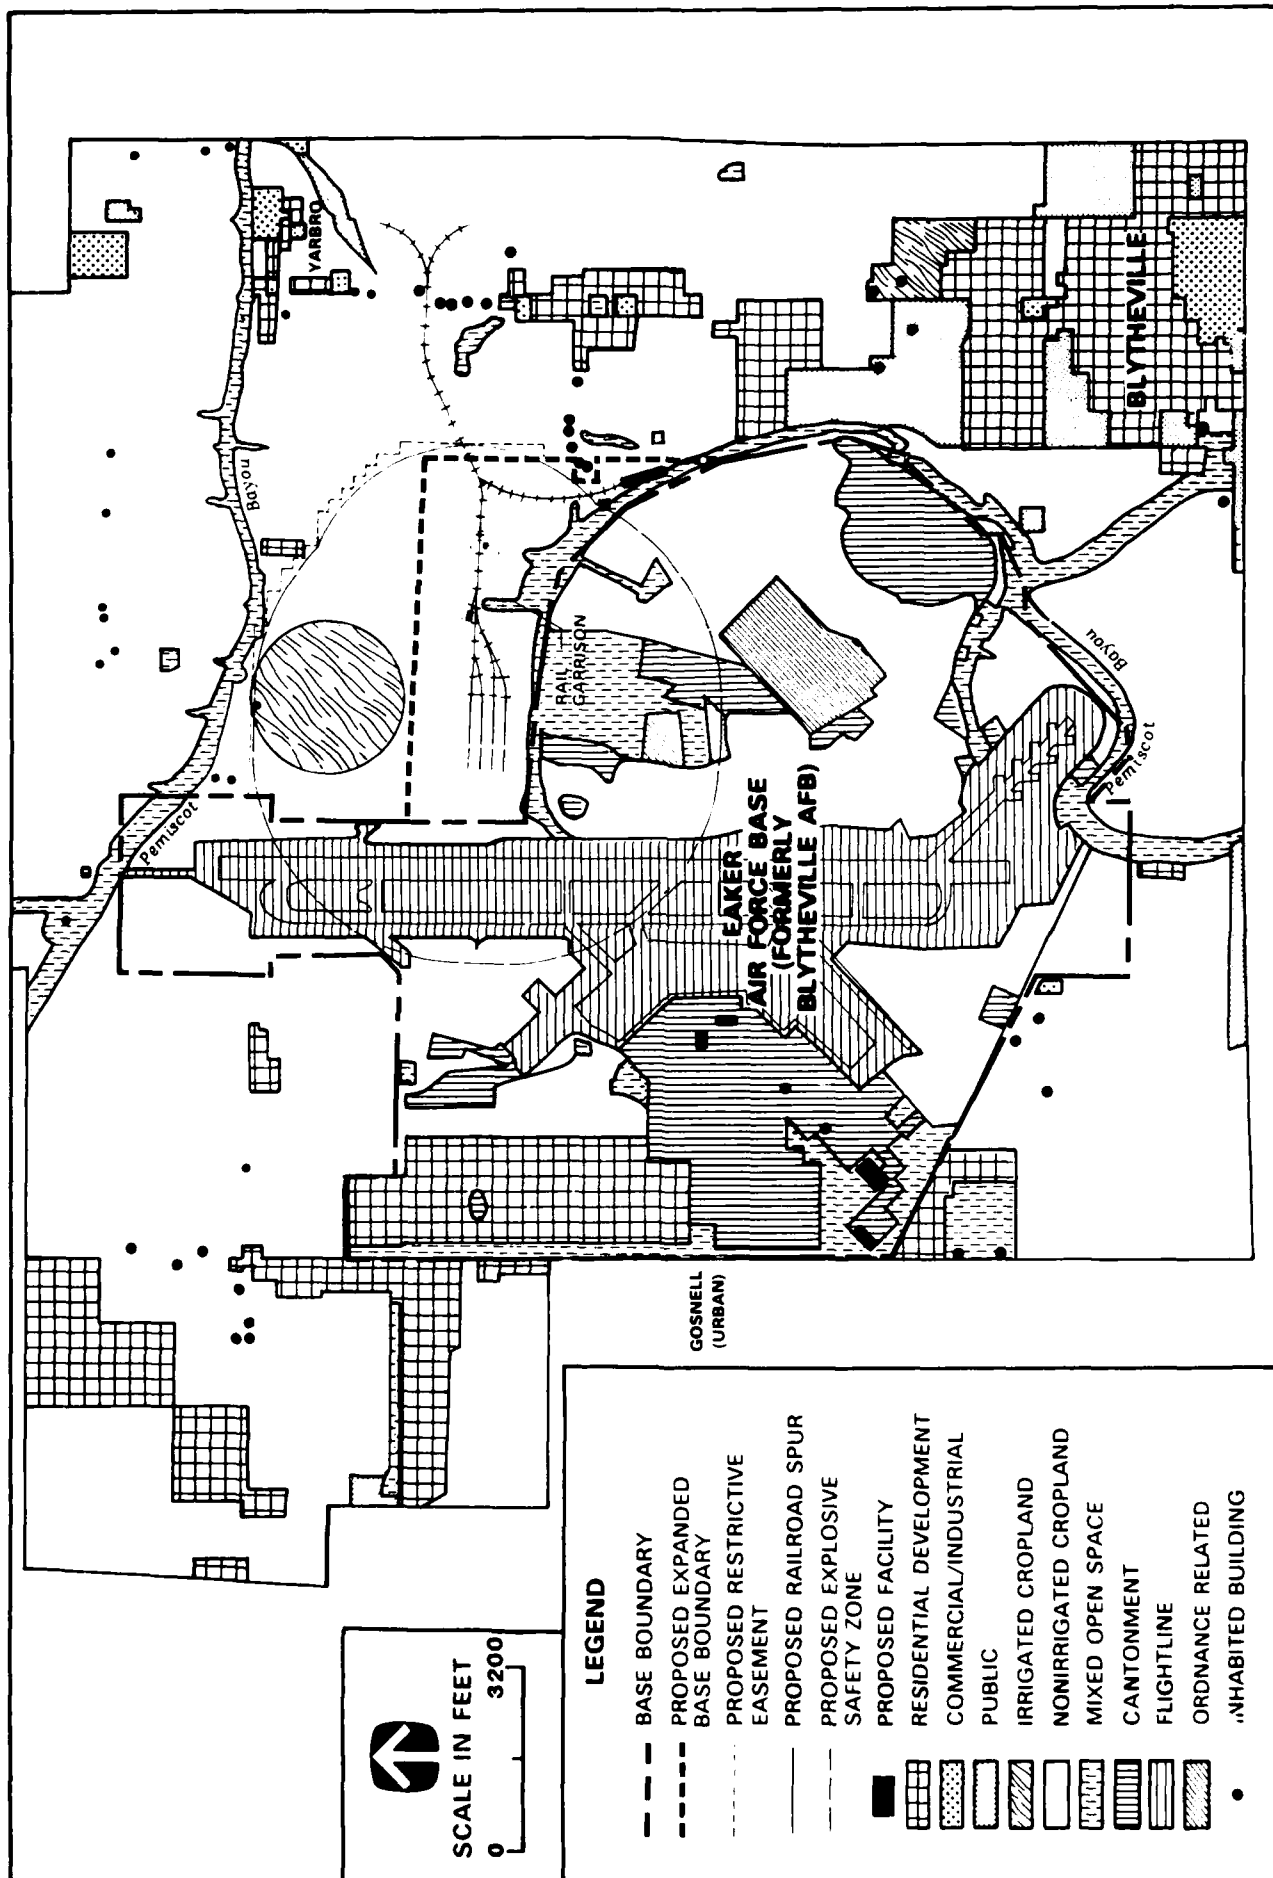 YARBRO
Bayou
BLYTHEVILLE
RAIL
GARRISON
Bayou
Pemiscot
Pemiscot
EAKER
AIR FORCE BASE
(FORMERLY
BLYTHEVILLE AFB)
GOSNELL
(URBAN)
SCALE IN FEET
0 3200
LEGEND
BASE BOUNDARY
PROPOSED EXPANDED
BASE BOUNDARY
PROPOSED RESTRICTIVE
EASEMENT
PROPOSED RAILROAD SPUR
PROPOSED EXPLOSIVE
SAFETY ZONE
PROPOSED FACILITY
RESIDENTIAL DEVELOPMENT
COMMERCIAL/INDUSTRIAL
PUBLIC
IRRIGATED CROPLAND
NONIRRIGATED CROPLAND
MIXED OPEN SPACE
CANTONMENT
FLIGHTLINE
ORDNANCE RELATED
INHABITED BUILDING